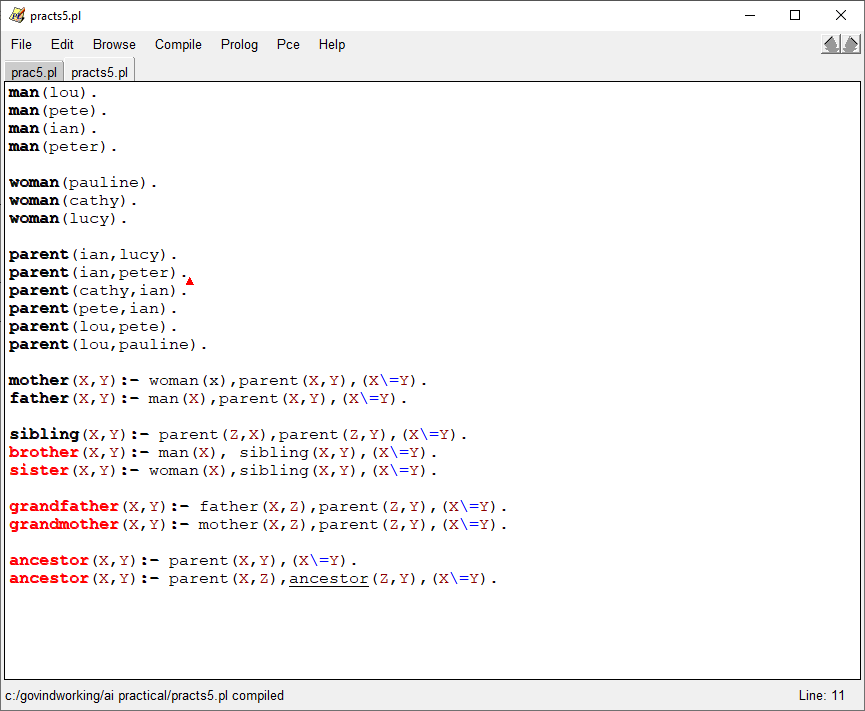 practs5.pl
File Edit Browse Compile Prolog Pce Help
prac5.pl practs5.pl
man(lou).
man(pete).
man(ian).
man(peter).
woman(pauline).
woman(cathy).
woman(lucy).
parent(ian,lucy).
parent(ian,peter).
parent(cathy,ian).
parent(pete,ian).
parent(lou,pete).
parent(lou,pauline).
mother(X,Y):- woman(x),parent(X,Y),(X\=Y).
father(X,Y):- man(X),parent(X,Y),(X\=Y).
sibling(X,Y):- parent(Z,X),parent(Z,Y),(X\=Y).
brother(X,Y):- man(X), sibling(X,Y),(X\=Y).
sister(X,Y):- woman(X),sibling(X,Y),(X\=Y).
grandfather(X,Y):- father(X,Z),parent(Z,Y),(X\=Y).
grandmother(X,Y):- mother(X,Z),parent(Z,Y),(X\=Y).
ancestor(X,Y):- parent(X,Y),(X\=Y).
ancestor(X,Y):- parent(X,Z),ancestor(Z,Y),(X\=Y).
c:/govindworking/ai practical/practs5.pl compiled Line: 11